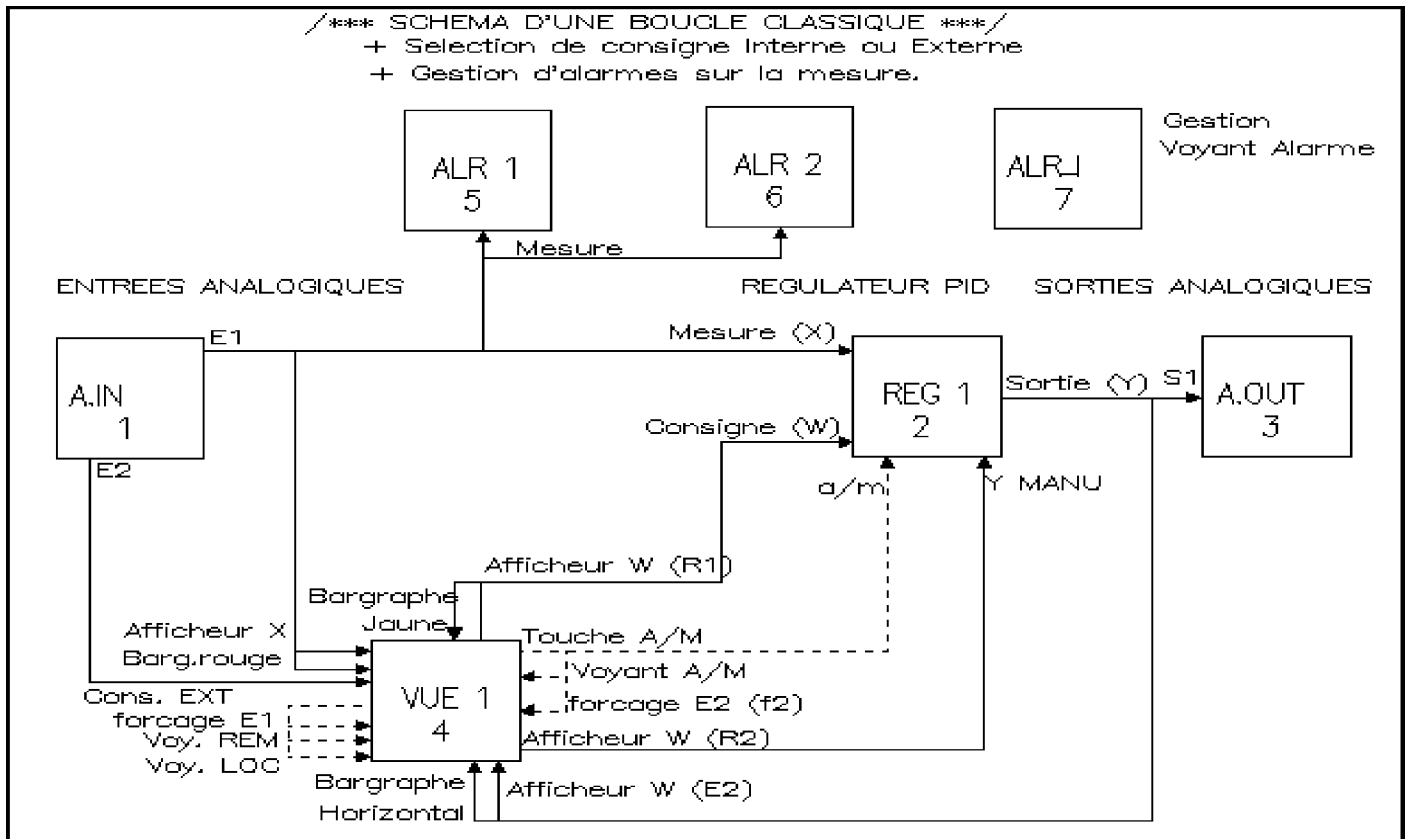 /*** SCHEMA D'UNE BOUCLE CLASSIQUE ***/
+ Selection de consigne Interne ou Externe
+ Gestion d'alarmes sur la mesure.
ALR 1
5
ALR 2
6
ALR_I
7
Gestion
Voyant Alarme
Mesure
ENTREES ANALOGIQUES
REGULATEUR PID
SORTIES ANALOGIQUES
E1
Mesure (X)
A.IN
1
REG 1
2
Sortie (Y)
S1
A.OUT
3
Consigne (W)
E2
a/m
Y MANU
Afficheur W (R1)
Bargraphe
Jaune
Afficheur X
Barg.rouge
Touche A/M
Voyant A/M
Cons. EXT
forcage E1
Voy. REM
Voy. LOC
VUE 1
4
forcage E2 (f2)
Afficheur W (R2)
Bargraphe
Horizontal
Afficheur W (E2)